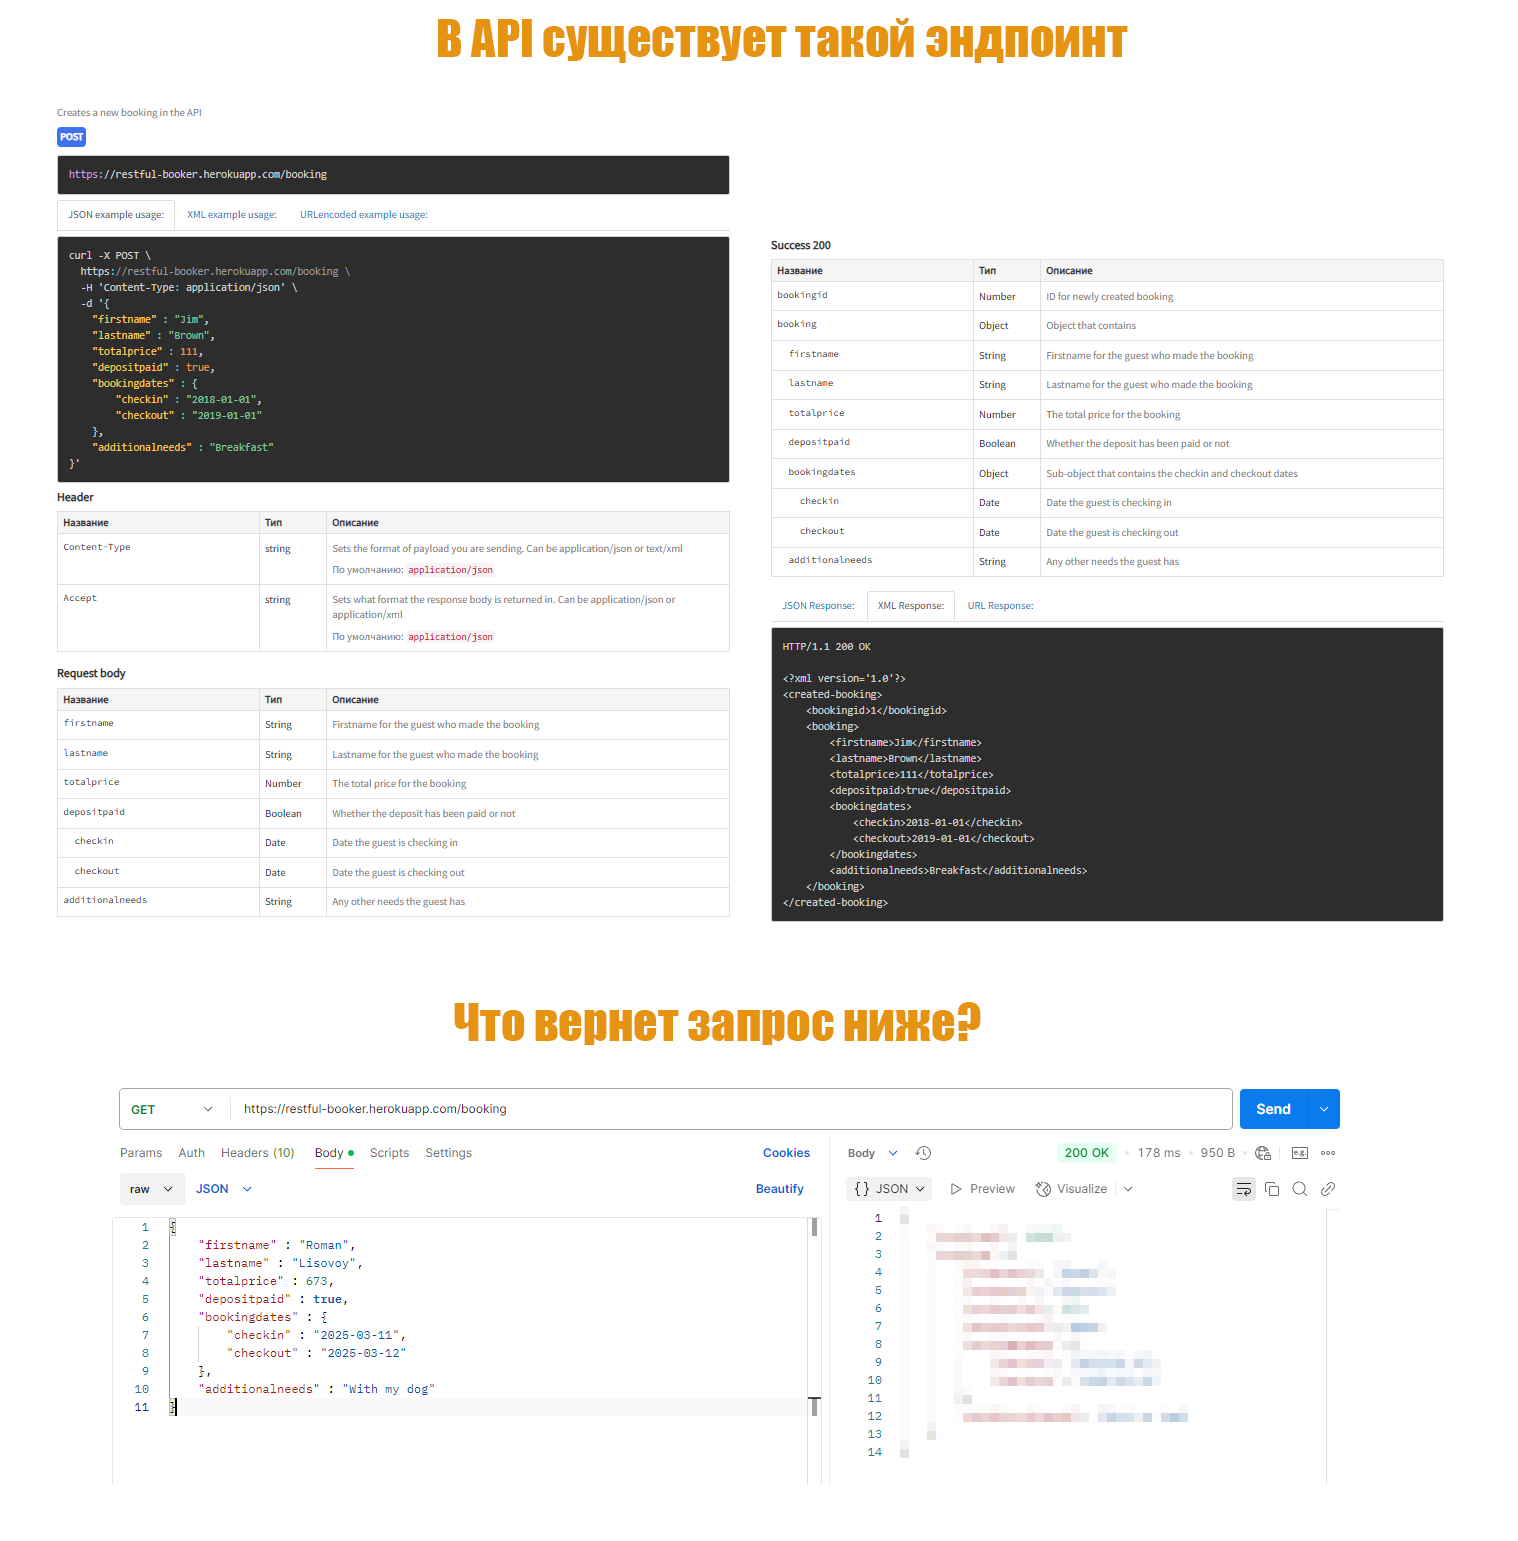 В API существует такой эндпоинт
Creates a new booking in the API
POST
https://restful-booker.herokuapp.com/booking
JSON example usage: XML example usage: URLencoded example usage:
curl -X POST \
https://restful-booker.herokuapp.com/booking \
-H 'Content-Type: application/json' \
-d '{
"firstname" : "Jim",
"lastname" : "Brown",
"totalprice" : 111,
"depositpaid" : true,
"bookingdates" : {
"checkin" : "2018-01-01",
"checkout" : "2019-01-01"
},
"additionalneeds" : "Breakfast"
}'
Header
Название Тип Описание
Content-Type string Sets the format of payload you are sending. Can be application/json or text/xml
По умолчанию: application/json
Accept string Sets what format the response body is returned in. Can be application/json or
application/xml
По умолчанию: application/json
Request body
Название Тип Описание
firstname String Firstname for the guest who made the booking
lastname String Lastname for the guest who made the booking
totalprice Number The total price for the booking
depositpaid Boolean Whether the deposit has been paid or not
checkin Date Date the guest is checking in
checkout Date Date the guest is checking out
additionalneeds String Any other needs the guest has
Success 200
Название Тип Описание
bookingid Number ID for newly created booking
booking Object Object that contains
firstname String Firstname for the guest who made the booking
lastname String Lastname for the guest who made the booking
totalprice Number The total price for the booking
depositpaid Boolean Whether the deposit has been paid or not
bookingdates Object Sub-object that contains the checkin and checkout dates
checkin Date Date the guest is checking in
checkout Date Date the guest is checking out
additionalneeds String Any other needs the guest has
JSON Response: XML Response: URL Response:
HTTP/1.1 200 OK
<?xml version='1.0'?>
<created-booking>
<bookingid>1</bookingid>
<booking>
<firstname>Jim</firstname>
<lastname>Brown</lastname>
<totalprice>111</totalprice>
<depositpaid>true</depositpaid>
<bookingdates>
<checkin>2018-01-01</checkin>
<checkout>2019-01-01</checkout>
</bookingdates>
<additionalneeds>Breakfast</additionalneeds>
</booking>
</created-booking>
Что вернет запрос ниже?
GET https://restful-booker.herokuapp.com/booking Send
Params Auth Headers (10) Body Scripts Settings Cookies
raw JSON Beautify
1 {
2 "firstname" : "Roman",
3 "lastname" : "Lisovoy",
4 "totalprice" : 673,
5 "depositpaid" : true,
6 "bookingdates" : {
7 "checkin" : "2025-03-11",
8 "checkout" : "2025-03-12"
9 },
10 "additionalneeds" : "With my dog"
11 }
Body 200 OK • 178 ms • 950 B • e.g.
{} JSON Preview Visualize
1
2
3
4
5
6
7
8
9
10
11
12
13
14